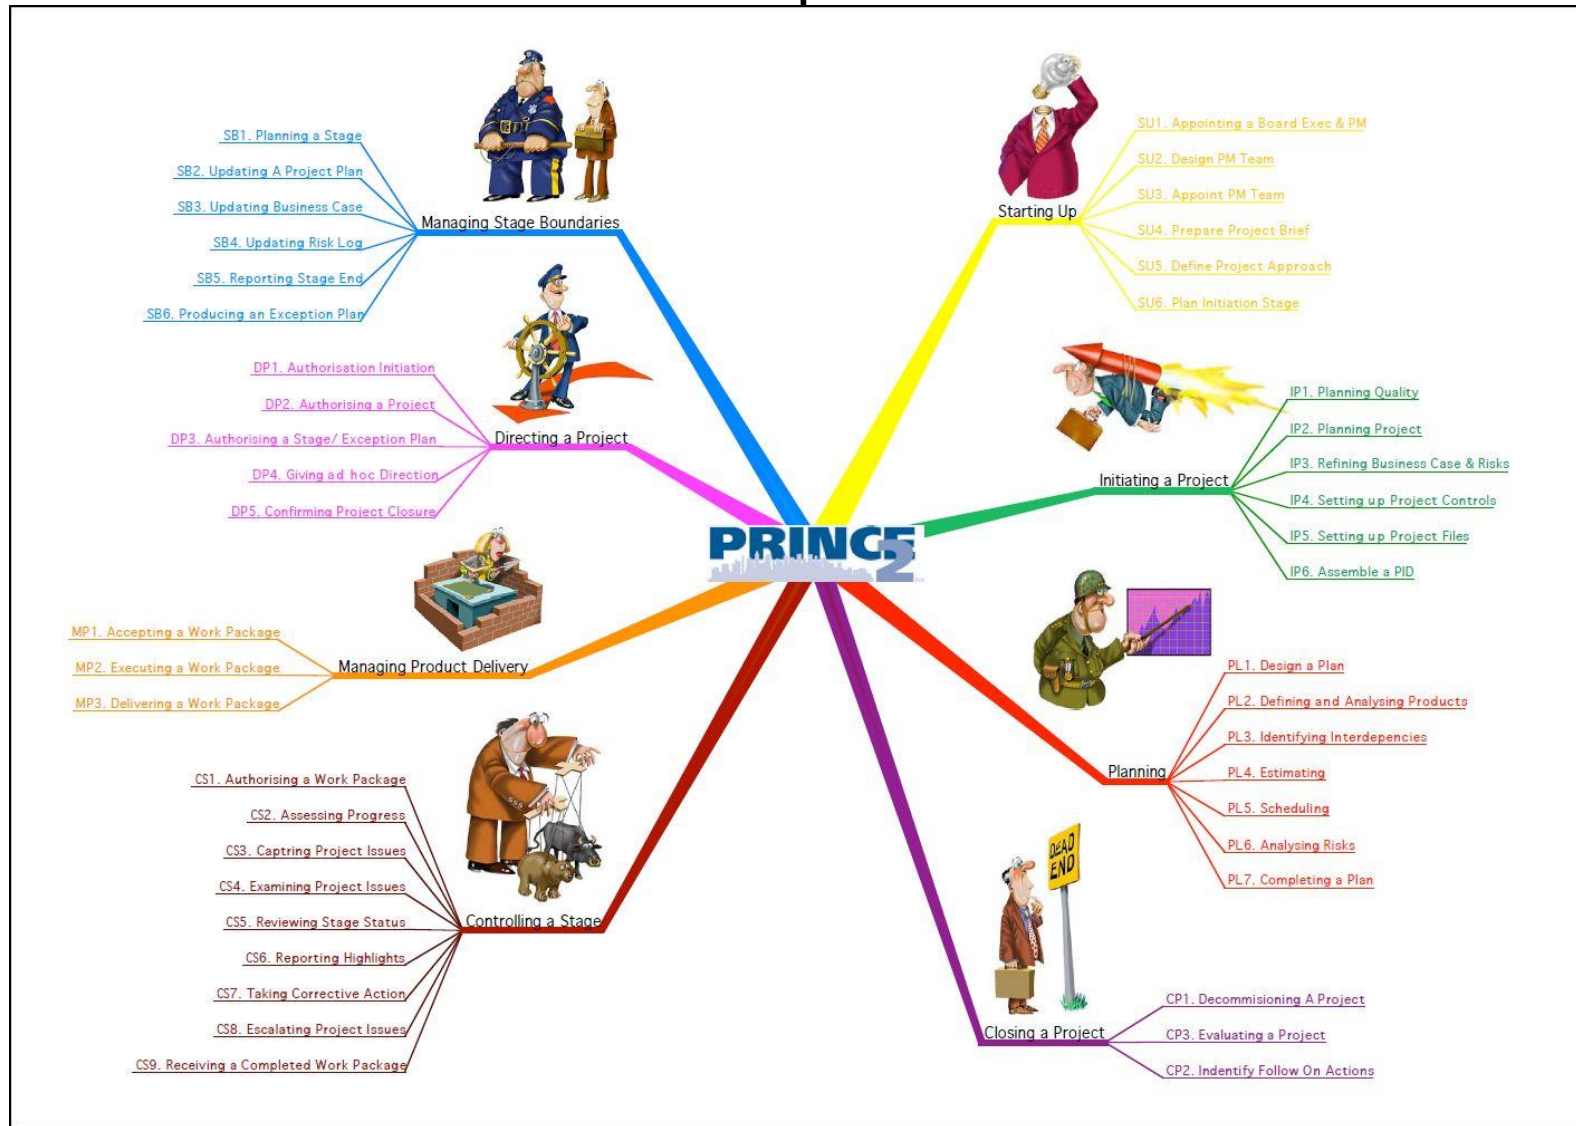 SB1. Planning a Stage
SB2. Updating A Project Plan
SB3. Updating Business Case
SB4. Updating Risk Log
SB5. Reporting Stage End
SB6. Producing an Exception Plan
Managing Stage Boundaries
DP1. Authorisation Initiation
DP2. Authorising a Project
DP3. Authorising a Stage/ Exception Plan
DP4. Giving ad hoc Direction
DP5. Confirming Project Closure
Directing a Project
MP1. Accepting a Work Package
MP2. Executing a Work Package
MP3. Delivering a Work Package
Managing Product Delivery
CS1. Authorising a Work Package
CS2. Assessing Progress
CS3. Captring Project Issues
CS4. Examining Project Issues
CS5. Reviewing Stage Status
CS6. Reporting Highlights
CS7. Taking Corrective Action
CS8. Escalating Project Issues
CS9. Receiving a Completed Work Package
Controlling a Stage
PRINCE2
Starting Up
SU1. Appointing a Board Exec & PM
SU2. Design PM Team
SU3. Appoint PM Team
SU4. Prepare Project Brief
SU5. Define Project Approach
SU6. Plan Initiation Stage
Initiating a Project
IP1. Planning Quality
IP2. Planning Project
IP3. Refining Business Case & Risks
IP4. Setting up Project Controls
IP5. Setting up Project Files
IP6. Assemble a PID
Planning
PL1. Design a Plan
PL2. Defining and Analysing Products
PL3. Identifying Interdepencies
PL4. Estimating
PL5. Scheduling
PL6. Analysing Risks
PL7. Completing a Plan
DEAD
END
Closing a Project
CP1. Decommisioning A Project
CP3. Evaluating a Project
CP2. Indentify Follow On Actions